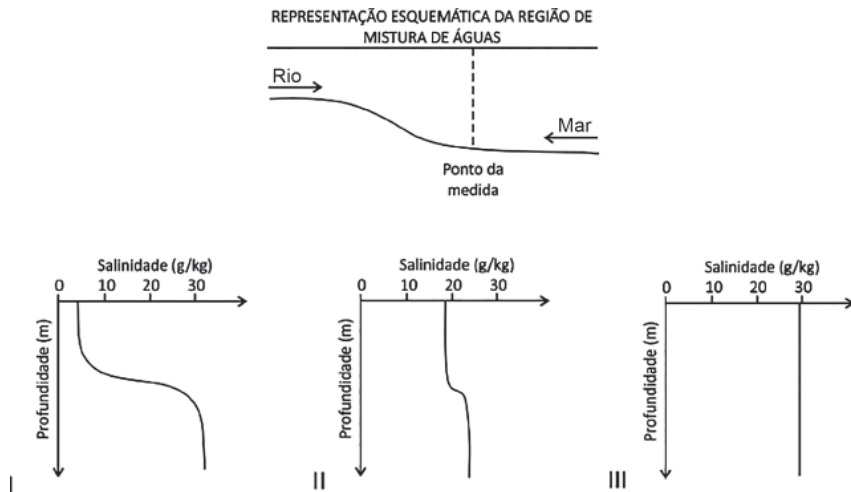 REPRESENTAÇÃO ESQUEMÁTICA DA REGIÃO DE
MISTURA DE ÁGUAS
Rio
Mar
Ponto da
medida
Salinidade (g/kg)
0 10 20 30
Profundidade (m)
I
Salinidade (g/kg)
0 10 20 30
Profundidade (m)
II
Salinidade (g/kg)
0 10 20 30
Profundidade (m)
III